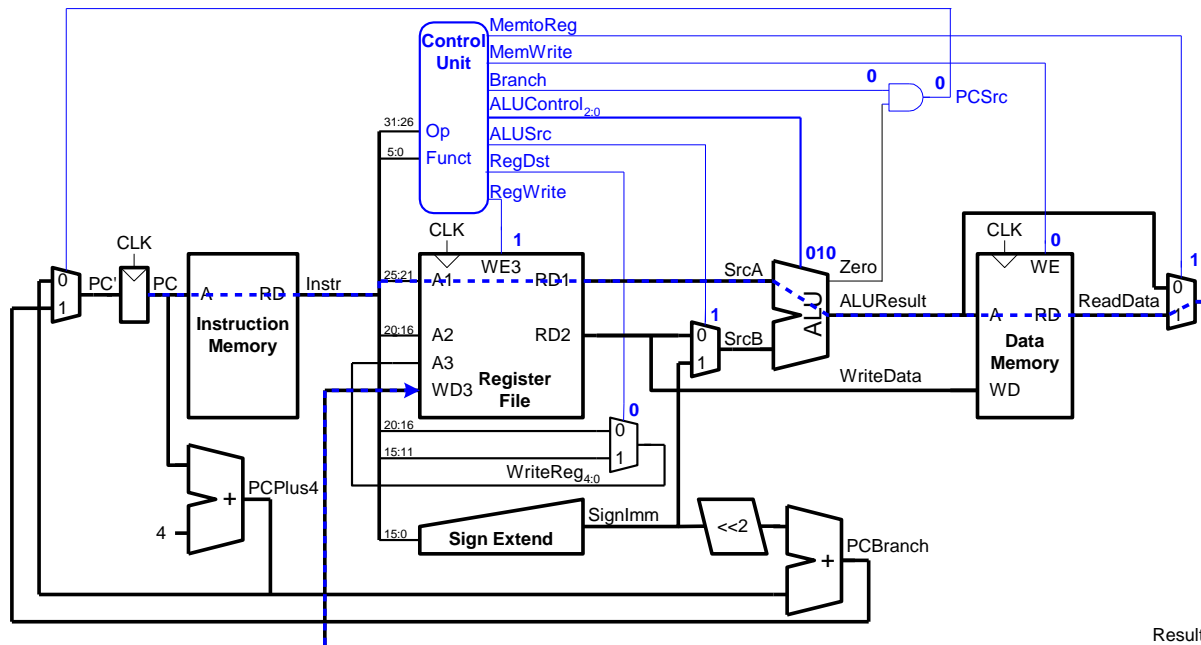 MemtoReg
Control Unit
MemWrite
Branch
0
0
PCSrc
ALUControl2:0
31:26
Op
ALUSrc
5:0
Funct
RegDst
RegWrite
CLK
CLK
CLK
1
010
0
1
0
1
PC'
PC
A
RD
Instr
25:21
A1
WE3
RD1
SrcA
Zero
WE
0
1
Instruction Memory
20:16
A2
RD2
1
0
1
SrcB
ALU
ALUResult
A
RD
ReadData
Data Memory
A3
WD3
Register File
WriteData
WD
0
20:16
0
15:11
1
WriteReg4:0
PCPlus4
+
4
SignImm
15:0
Sign Extend
<<2
+
PCBranch
Result